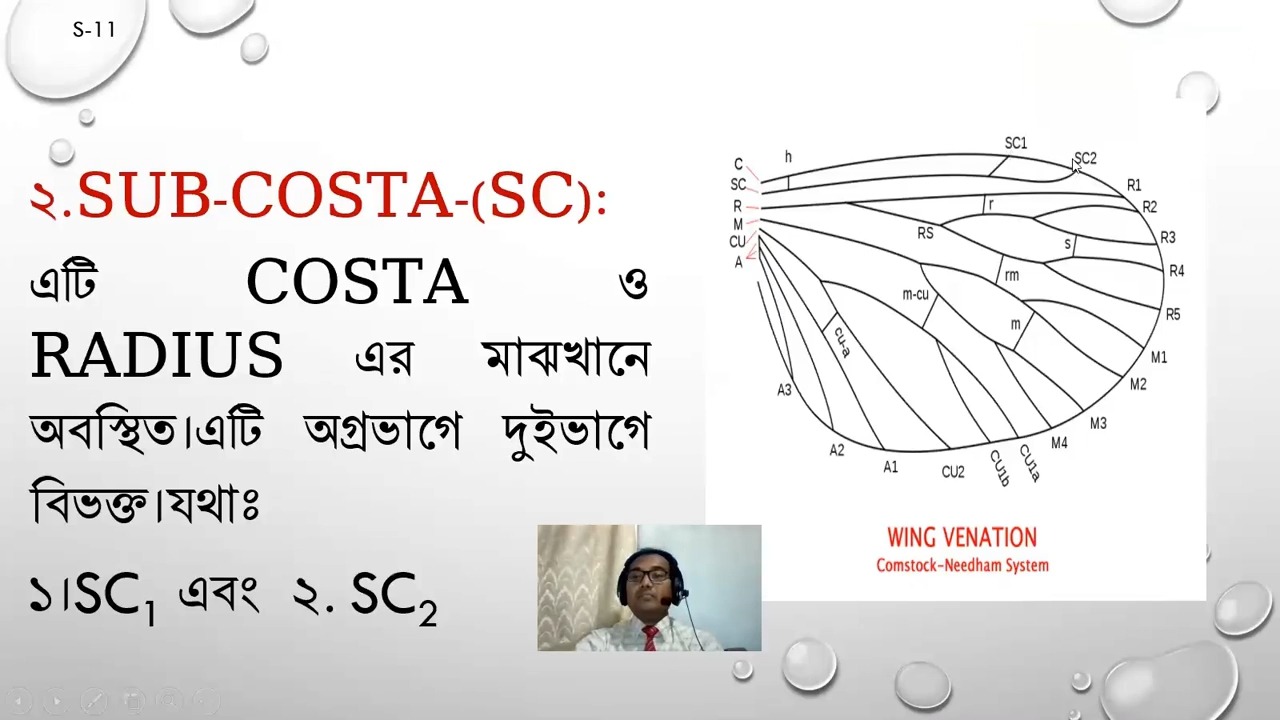 S-11
২.SUB-COSTA-(SC):
এটি COSTA ও
RADIUS এর মাঝখানে
অবস্থিত।এটি অগ্রভাগে দুইভাগে
বিভক্ত।যথাঃ
১।SC1 এবং ২. SC2
SC1
h
SC2
C
SC
R1
R
r
R2
M
RS
s
R3
CU
A
R4
rm
m-cu
R5
m
cu-a
M1
M2
A3
M3
M4
A2
A1
CU2
CU1b
CU1a
WING VENATION
Comstock-Needham System